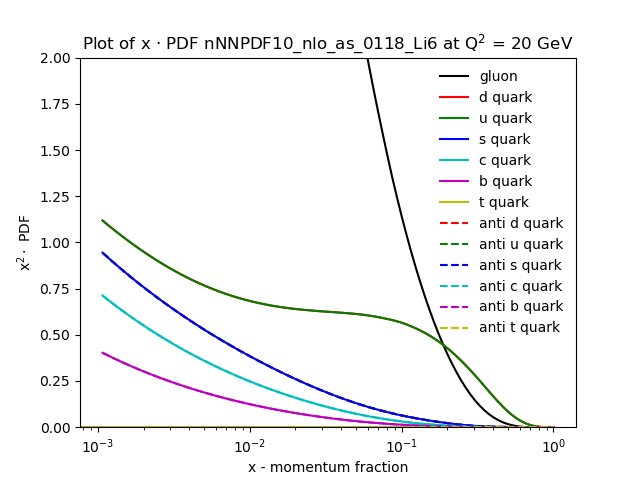 Plot of x · PDF nNNPDF10_nlo_as_0118_Li6 at Q² = 20 GeV
2.00
1.75
1.50
1.25
1.00
0.75
0.50
0.25
0.00
x² · PDF
gluon
d quark
u quark
s quark
c quark
b quark
t quark
anti d quark
anti u quark
anti s quark
anti c quark
anti b quark
anti t quark
10⁻³ 10⁻² 10⁻¹ 10⁰
x - momentum fraction